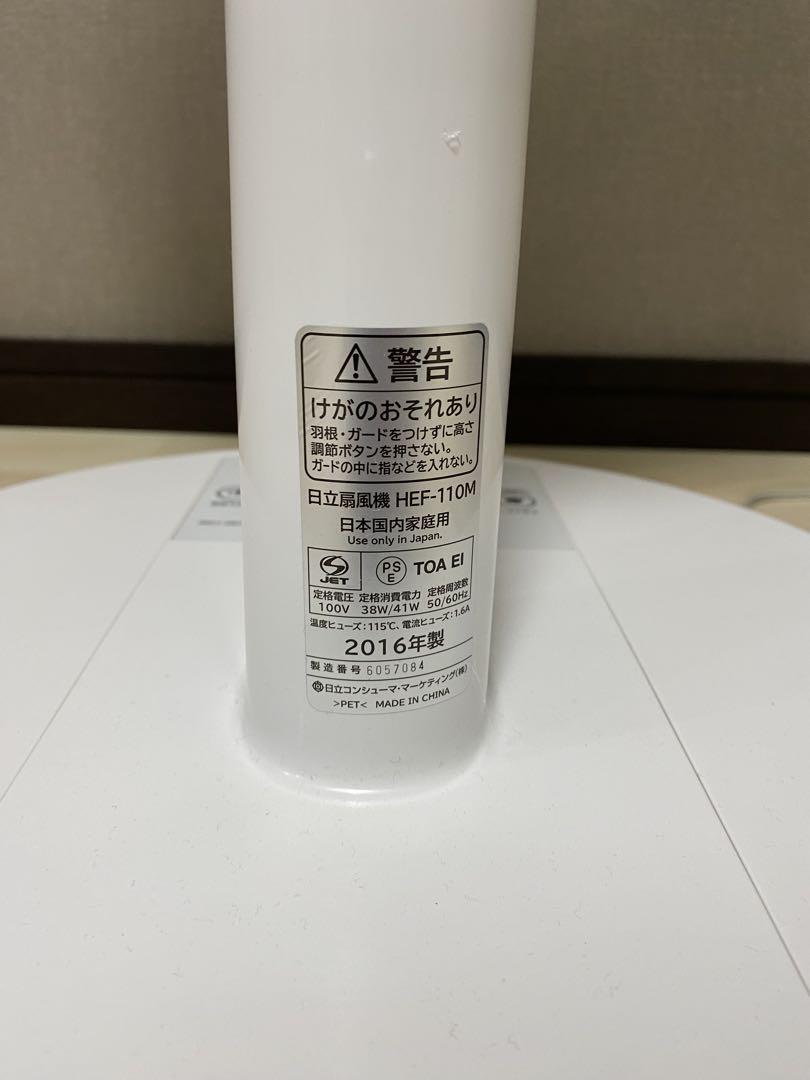 警告
けがのおそれあり
羽根・ガードをつけずに高さ
調節ボタンを押さない。
ガードの中に指などを入れない。
日立扇風機 HEF-110M
日本国内家庭用
Use only in Japan.
JET PS E TOA EI
定格電圧 定格消費電力 定格周波数
100V 38W/41W 50/60Hz
温度ヒューズ:115℃、電流ヒューズ:1.6A
2016年製
製造番号 6057084
日立コンシューマ・マーケティング(株)
>PET< MADE IN CHINA